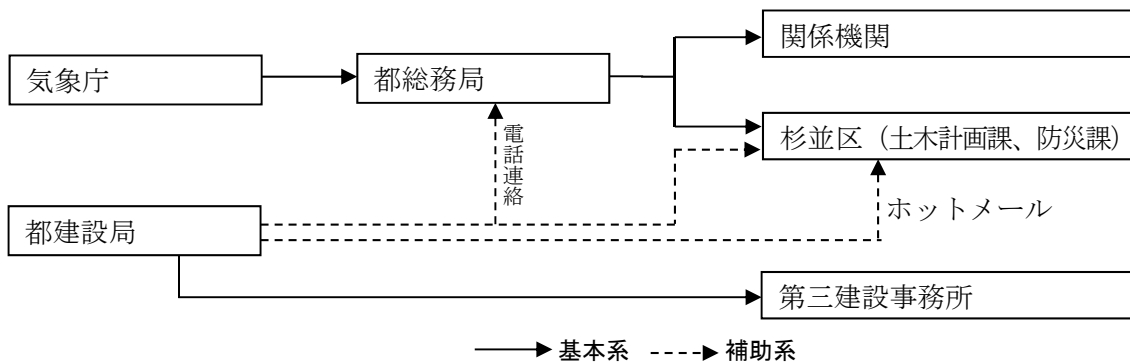 関係機関
気象庁
都総務局
杉並区（土木計画課、防災課）
電話連絡
ホットメール
都建設局
第三建設事務所
基本系 補助系